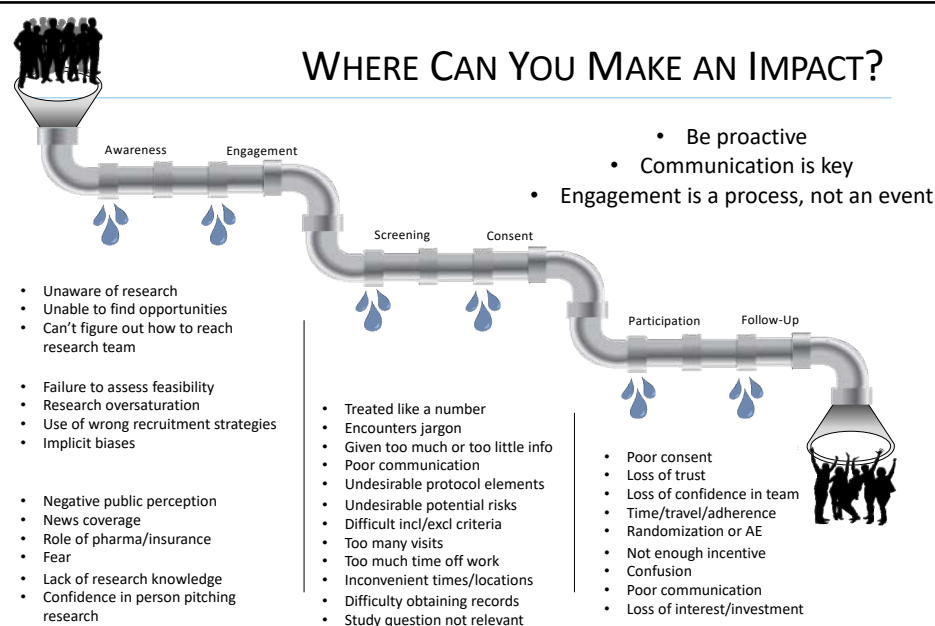 WHERE CAN YOU MAKE AN IMPACT?
• Be proactive
• Communication is key
• Engagement is a process, not an event
Awareness
Engagement
Screening
Consent
Participation
Follow-Up
• Unaware of research
• Unable to find opportunities
• Can’t figure out how to reach
research team
• Failure to assess feasibility
• Research oversaturation
• Use of wrong recruitment strategies
• Implicit biases
• Negative public perception
• News coverage
• Role of pharma/insurance
• Fear
• Lack of research knowledge
• Confidence in person pitching
research
• Treated like a number
• Encounters jargon
• Given too much or too little info
• Poor communication
• Undesirable protocol elements
• Undesirable potential risks
• Difficult incl/excl criteria
• Too many visits
• Too much time off work
• Inconvenient times/locations
• Difficulty obtaining records
• Study question not relevant
• Poor consent
• Loss of trust
• Loss of confidence in team
• Time/travel/adherence
• Randomization or AE
• Not enough incentive
• Confusion
• Poor communication
• Loss of interest/investment